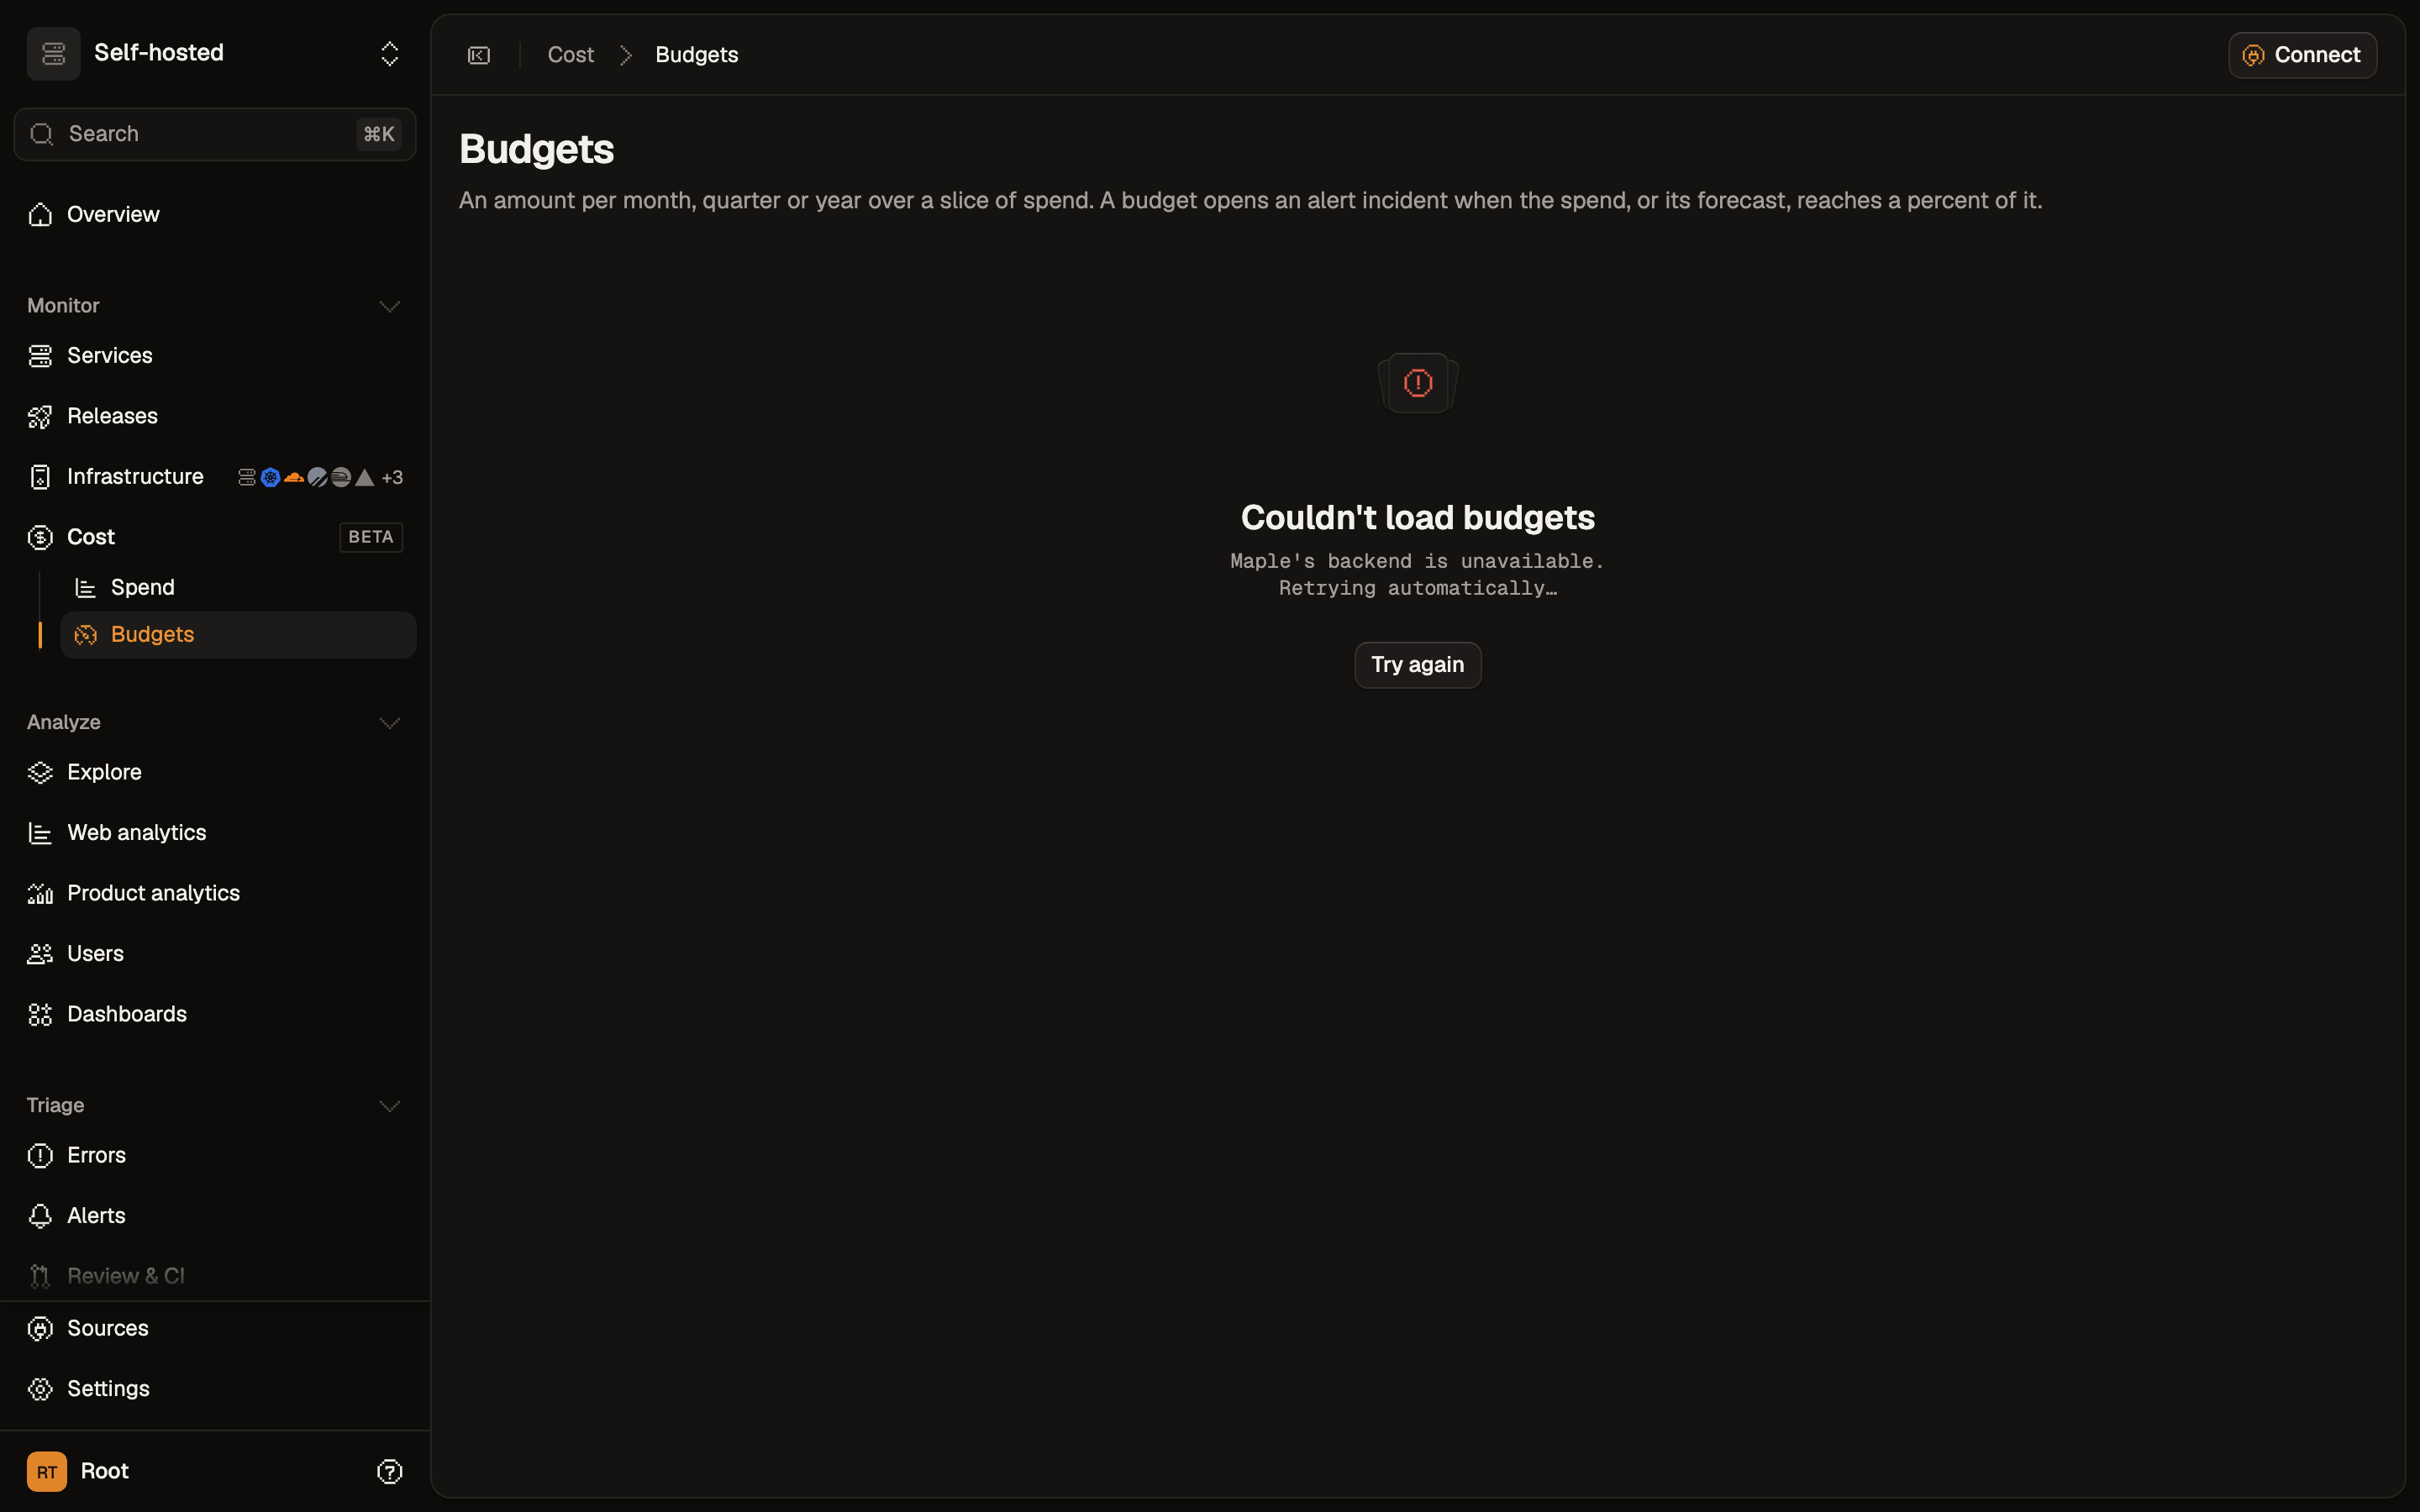 Self-hosted
Search ⌘K
Overview
Monitor
Services
Releases
Infrastructure +3
Cost BETA
Spend
Budgets
Analyze
Explore
Web analytics
Product analytics
Users
Dashboards
Triage
Errors
Alerts
Review & CI
Sources
Settings
RT Root
Cost Budgets
Connect
Budgets
An amount per month, quarter or year over a slice of spend. A budget opens an alert incident when the spend, or its forecast, reaches a percent of it.
Couldn't load budgets
Maple's backend is unavailable.
Retrying automatically…
Try again